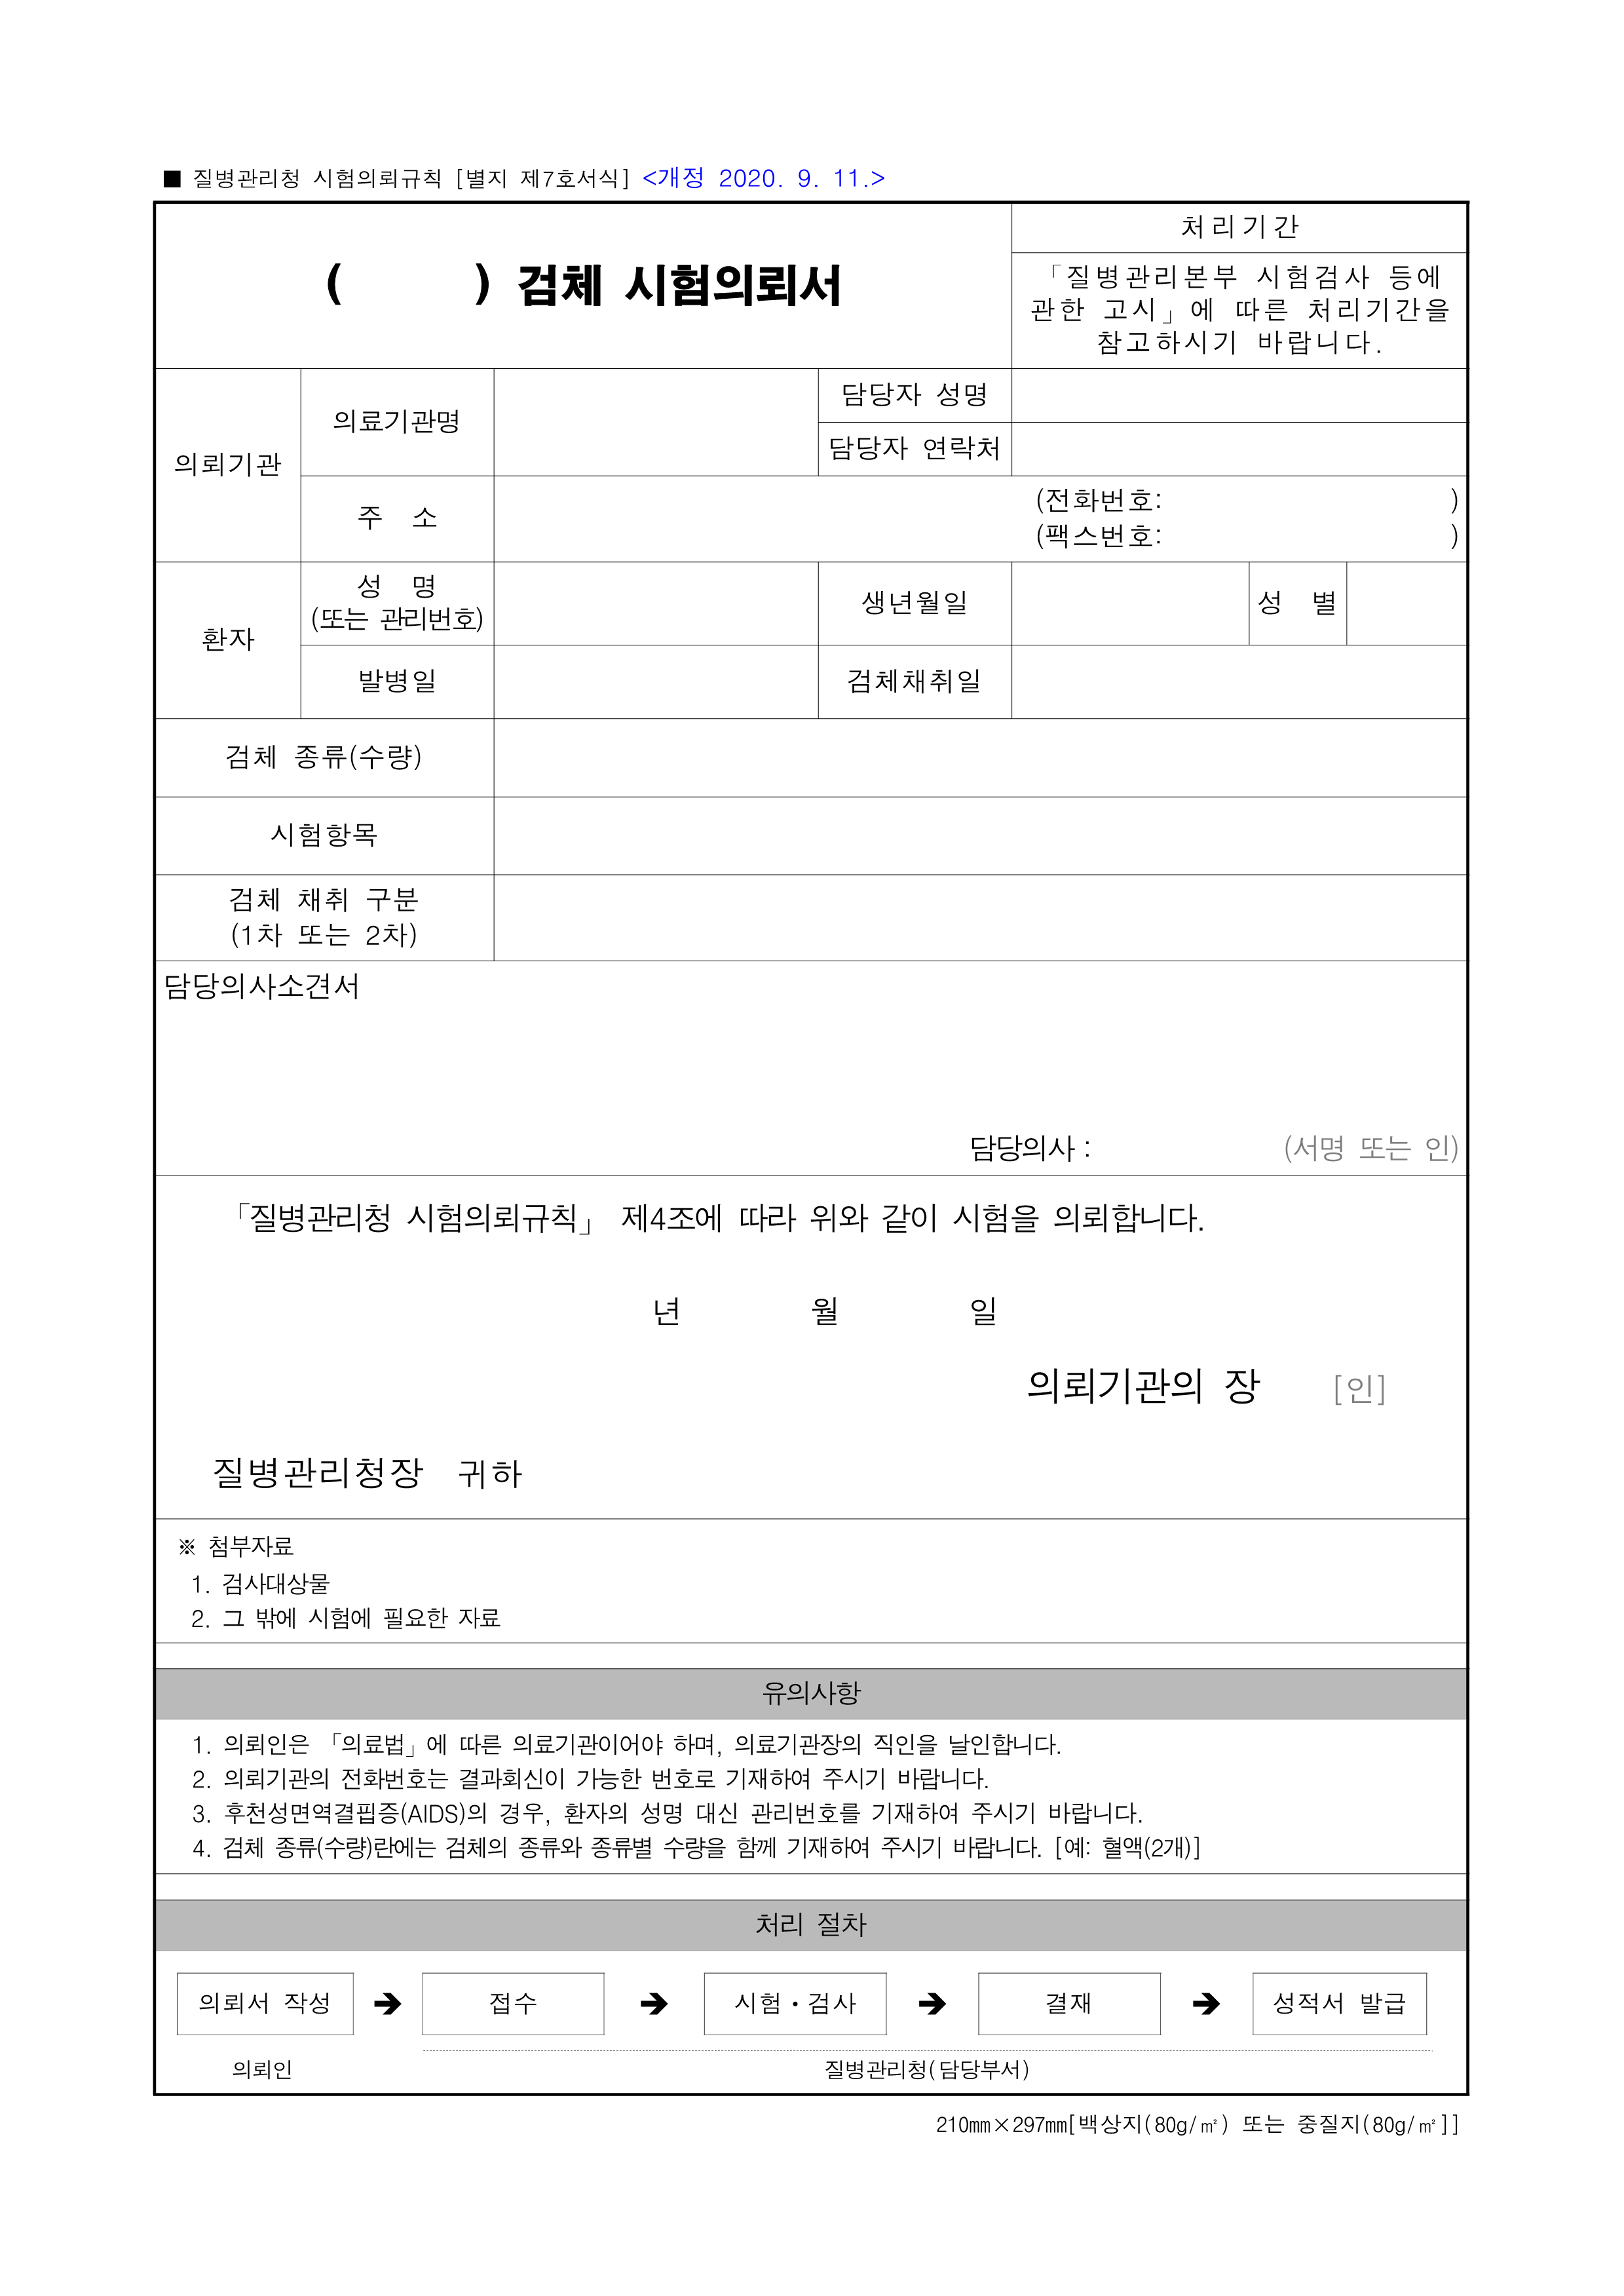 ■ 질병관리청 시험의뢰규칙 [별지 제7호서식] <개정 2020. 9. 11.>
( ) 검체 시험의뢰서
처리기간
「질병관리본부 시험검사 등에
관한 고시」에 따른 처리기간을
참고하시기 바랍니다.
의뢰기관
의료기관명
담당자 성명
담당자 연락처
주 소
(전화번호: )
(팩스번호: )
환자
성 명
(또는 관리번호)
생년월일
성 별
발병일
검체채취일
검체 종류(수량)
시험항목
검체 채취 구분
(1차 또는 2차)
담당의사소견서
담당의사 : (서명 또는 인)
「질병관리청 시험의뢰규칙」 제4조에 따라 위와 같이 시험을 의뢰합니다.
년 월 일
의뢰기관의 장 [인]
질병관리청장 귀하
※ 첨부자료
1. 검사대상물
2. 그 밖에 시험에 필요한 자료
유의사항
1. 의뢰인은 「의료법」에 따른 의료기관이어야 하며, 의료기관장의 직인을 날인합니다.
2. 의뢰기관의 전화번호는 결과회신이 가능한 번호로 기재하여 주시기 바랍니다.
3. 후천성면역결핍증(AIDS)의 경우, 환자의 성명 대신 관리번호를 기재하여 주시기 바랍니다.
4. 검체 종류(수량)란에는 검체의 종류와 종류별 수량을 함께 기재하여 주시기 바랍니다. [예: 혈액(2개)]
처리 절차
의뢰서 작성 ➔ 접수 ➔ 시험・검사 ➔ 결재 ➔ 성적서 발급
의뢰인 질병관리청(담당부서)
210㎜×297㎜[백상지(80g/㎡) 또는 중질지(80g/㎡]]